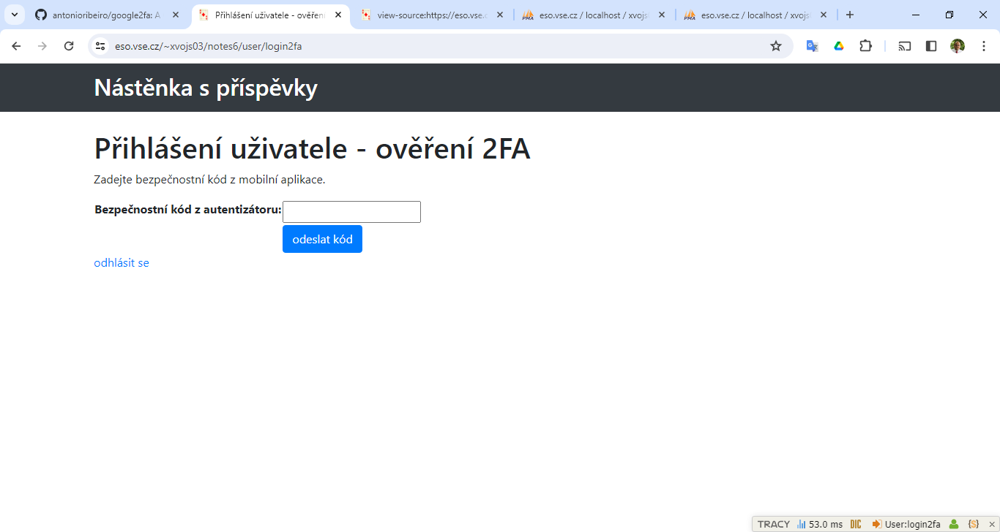 antonioribeiro/google2fa: A
Přihlášení uživatele - ověřen
view-source:https://eso.vse.c
eso.vse.cz / localhost / xvojs
eso.vse.cz / localhost / xvojs
eso.vse.cz/~xvojs03/notes6/user/login2fa
Nástěnka s příspěvky
Přihlášení uživatele - ověření 2FA
Zadejte bezpečnostní kód z mobilní aplikace.
Bezpečnostní kód z autentizátoru:
odeslat kód
odhlásit se
TRACY 53.0 ms DIC User:login2fa {$}